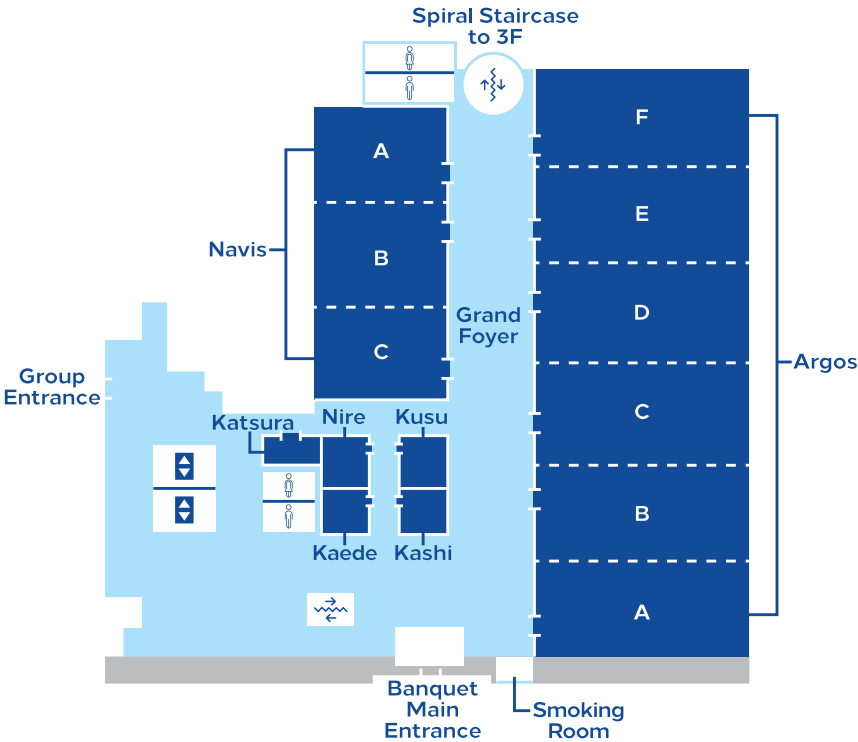 Spiral Staircase
to 3F
A
B
C
Navis
F
E
D
C
B
A
Argos
Grand
Foyer
Group
Entrance
Katsura
Nire
Kusu
Kaede
Kashi
Banquet
Main
Entrance
Smoking
Room